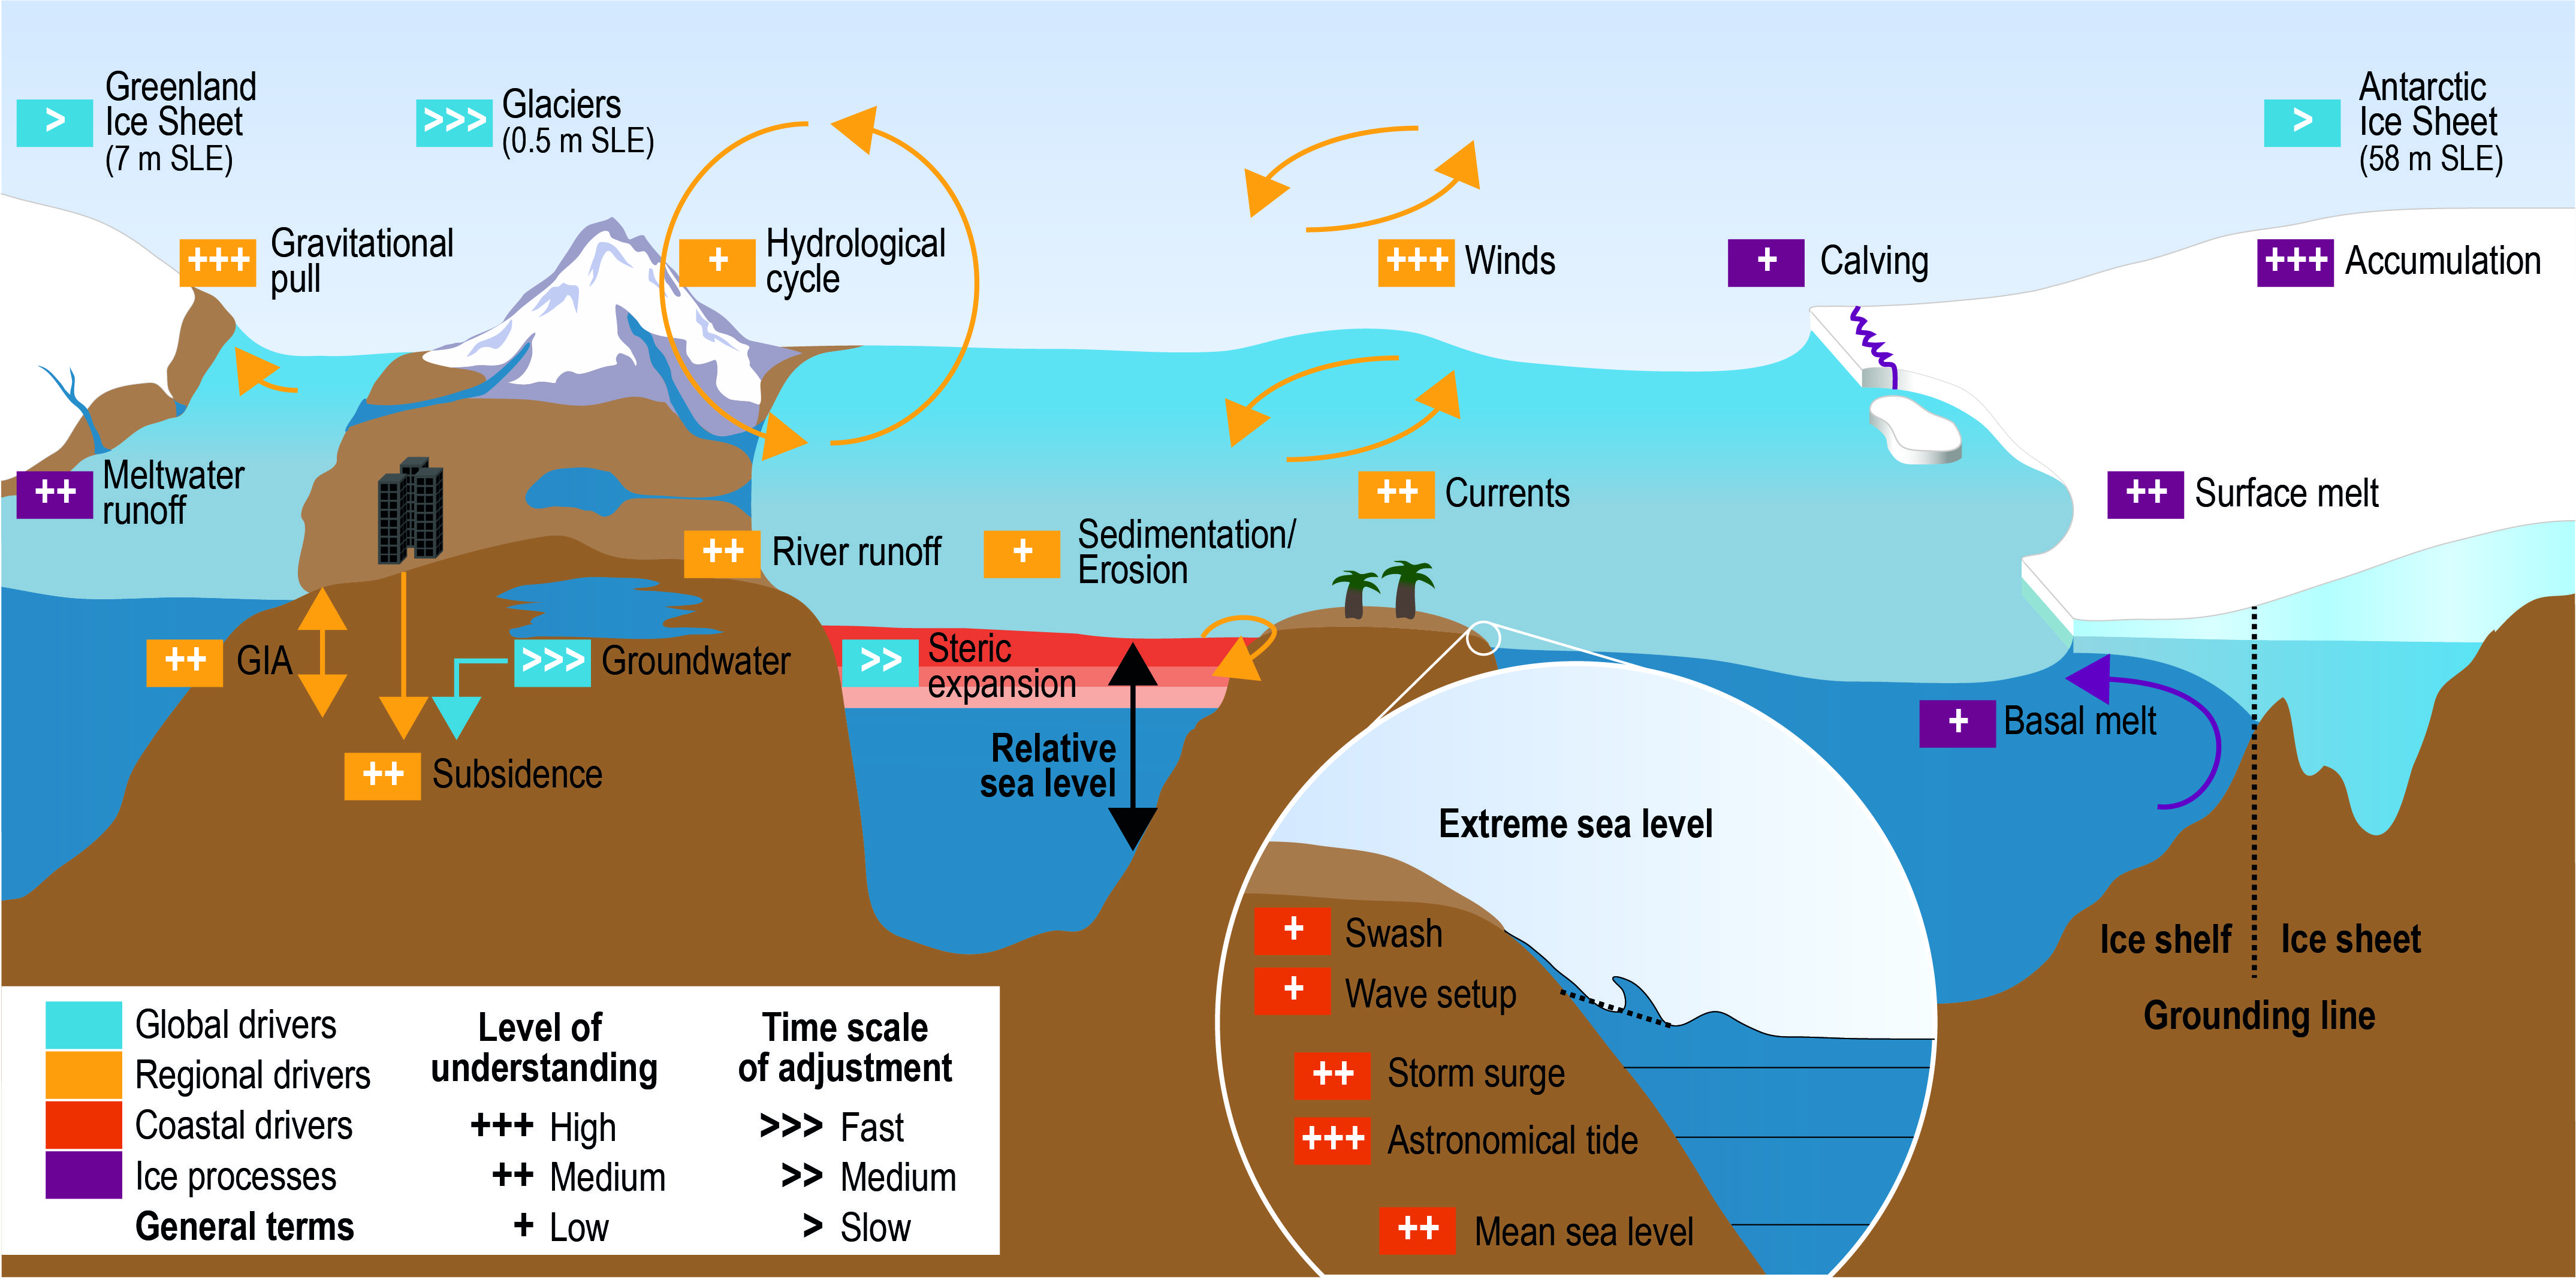 > Greenland
Ice Sheet
(7 m SLE)
>>> Glaciers
(0.5 m SLE)
> Antarctic
Ice Sheet
(58 m SLE)
+++ Gravitational
pull
+ Hydrological
cycle
+++ Winds
+ Calving
+++ Accumulation
++ Meltwater
runoff
++ River runoff
+ Sedimentation/
Erosion
++ Currents
++ Surface melt
++ GIA
>>> Groundwater
>> Steric
expansion
++ Subsidence
Relative
sea level
+ Basal melt
Ice shelf
Ice sheet
Grounding line
Extreme sea level
+ Swash
+ Wave setup
++ Storm surge
+++ Astronomical tide
++ Mean sea level
Global drivers
Regional drivers
Coastal drivers
Ice processes
General terms
Level of
understanding
+++ High
++ Medium
+ Low
Time scale
of adjustment
>>> Fast
>> Medium
> Slow